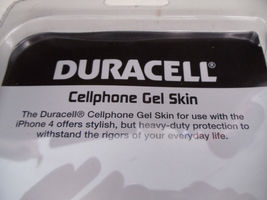 DURACELL®
Cellphone Gel Skin
The Duracell® Cellphone Gel Skin for use with the
iPhone 4 offers stylish, but heavy-duty protection to
withstand the rigors of your everyday life.